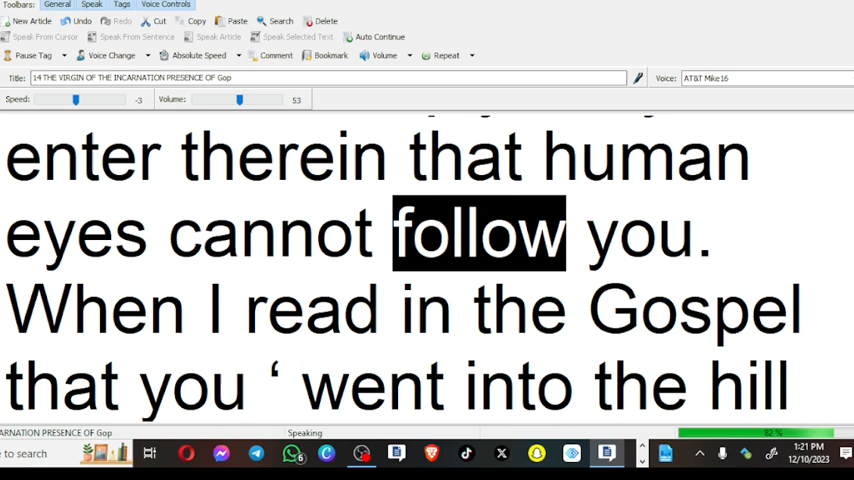 Toolbars: General Speak Tags Voice Controls
New Article Undo Redo Cut Copy Paste Search Delete
Speak From Cursor Speak From Sentence Speak Article Speak Selected Text Auto Continue
Pause Tag Voice Change Absolute Speed Comment Bookmark Volume Repeat
Title: 14 THE VIRGIN OF THE INCARNATION PRESENCE OF Gop Voice: AT&T Mike16
Speed: -3 Volume: 53
enter therein that human
eyes cannot follow you.
When I read in the Gospel
that you ‘ went into the hill
ARNATION PRESENCE OF Gop Speaking 82 %
e to search 6 1:21 PM
12/10/2023